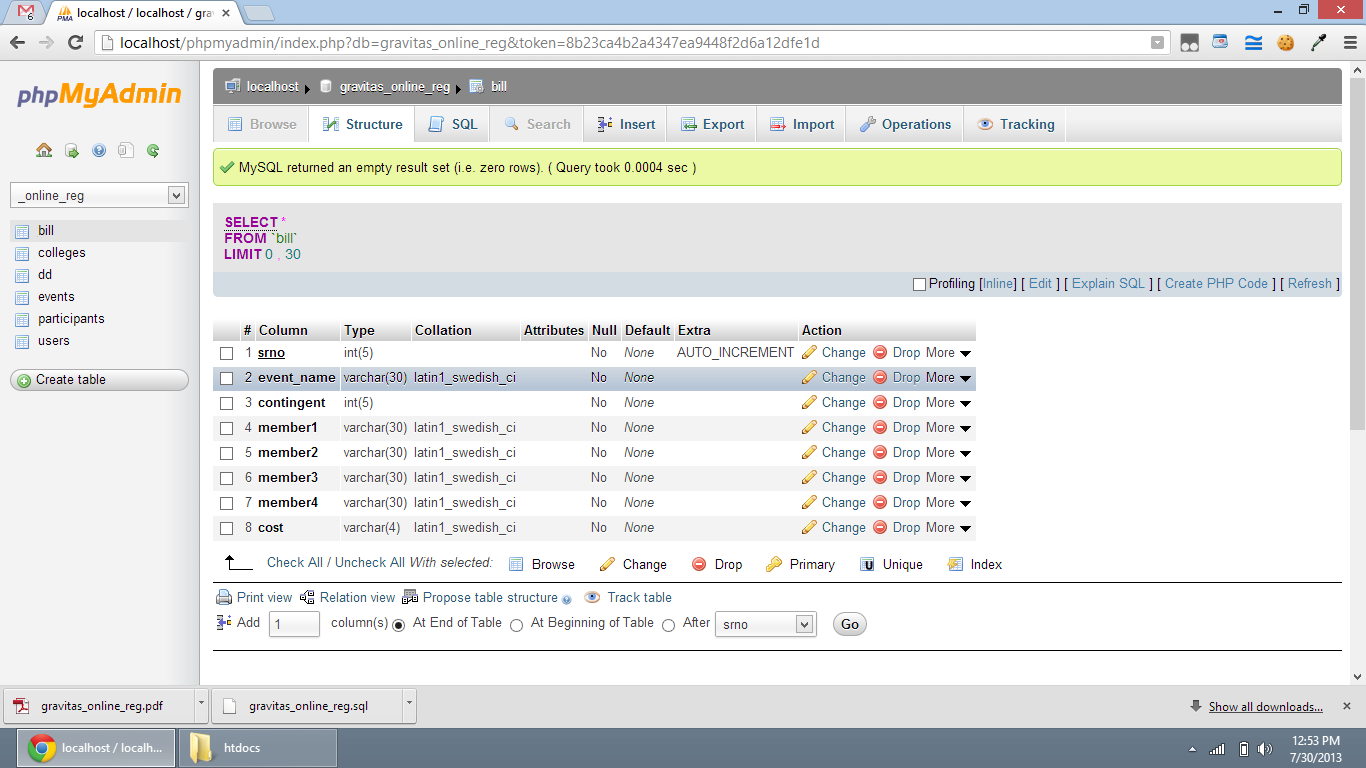 6
localhost / localhost / gra
localhost/phpmyadmin/index.php?db=gravitas_online_reg&token=8b23ca4b2a4347ea9448f2d6a12dfe1d
phpMyAdmin
_online_reg
bill
colleges
dd
events
participants
users
Create table
localhost gravitas_online_reg bill
Browse Structure SQL Search Insert Export Import Operations Tracking
MySQL returned an empty result set (i.e. zero rows). ( Query took 0.0004 sec )
SELECT *
FROM `bill`
LIMIT 0 , 30
Profiling [Inline] [ Edit ] [ Explain SQL ] [ Create PHP Code ] [ Refresh ]
# Column Type Collation Attributes Null Default Extra Action
1 srno int(5) No None AUTO_INCREMENT Change Drop More
2 event_name varchar(30) latin1_swedish_ci No None Change Drop More
3 contingent int(5) No None Change Drop More
4 member1 varchar(30) latin1_swedish_ci No None Change Drop More
5 member2 varchar(30) latin1_swedish_ci No None Change Drop More
6 member3 varchar(30) latin1_swedish_ci No None Change Drop More
7 member4 varchar(30) latin1_swedish_ci No None Change Drop More
8 cost varchar(4) latin1_swedish_ci No None Change Drop More
Check All / Uncheck All With selected: Browse Change Drop Primary Unique Index
Print view Relation view Propose table structure Track table
Add 1 column(s) At End of Table At Beginning of Table After srno Go
gravitas_online_reg.pdf gravitas_online_reg.sql Show all downloads...
localhost / localh... htdocs
12:53 PM
7/30/2013